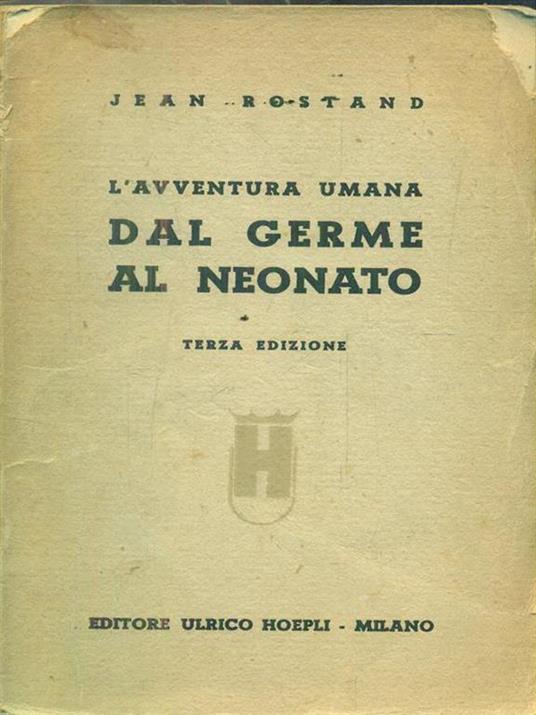 JEAN ROSTAND
L'AVVENTURA UMANA
DAL GERME
AL NEONATO
TERZA EDIZIONE
H
EDITORE ULRICO HOEPLI - MILANO